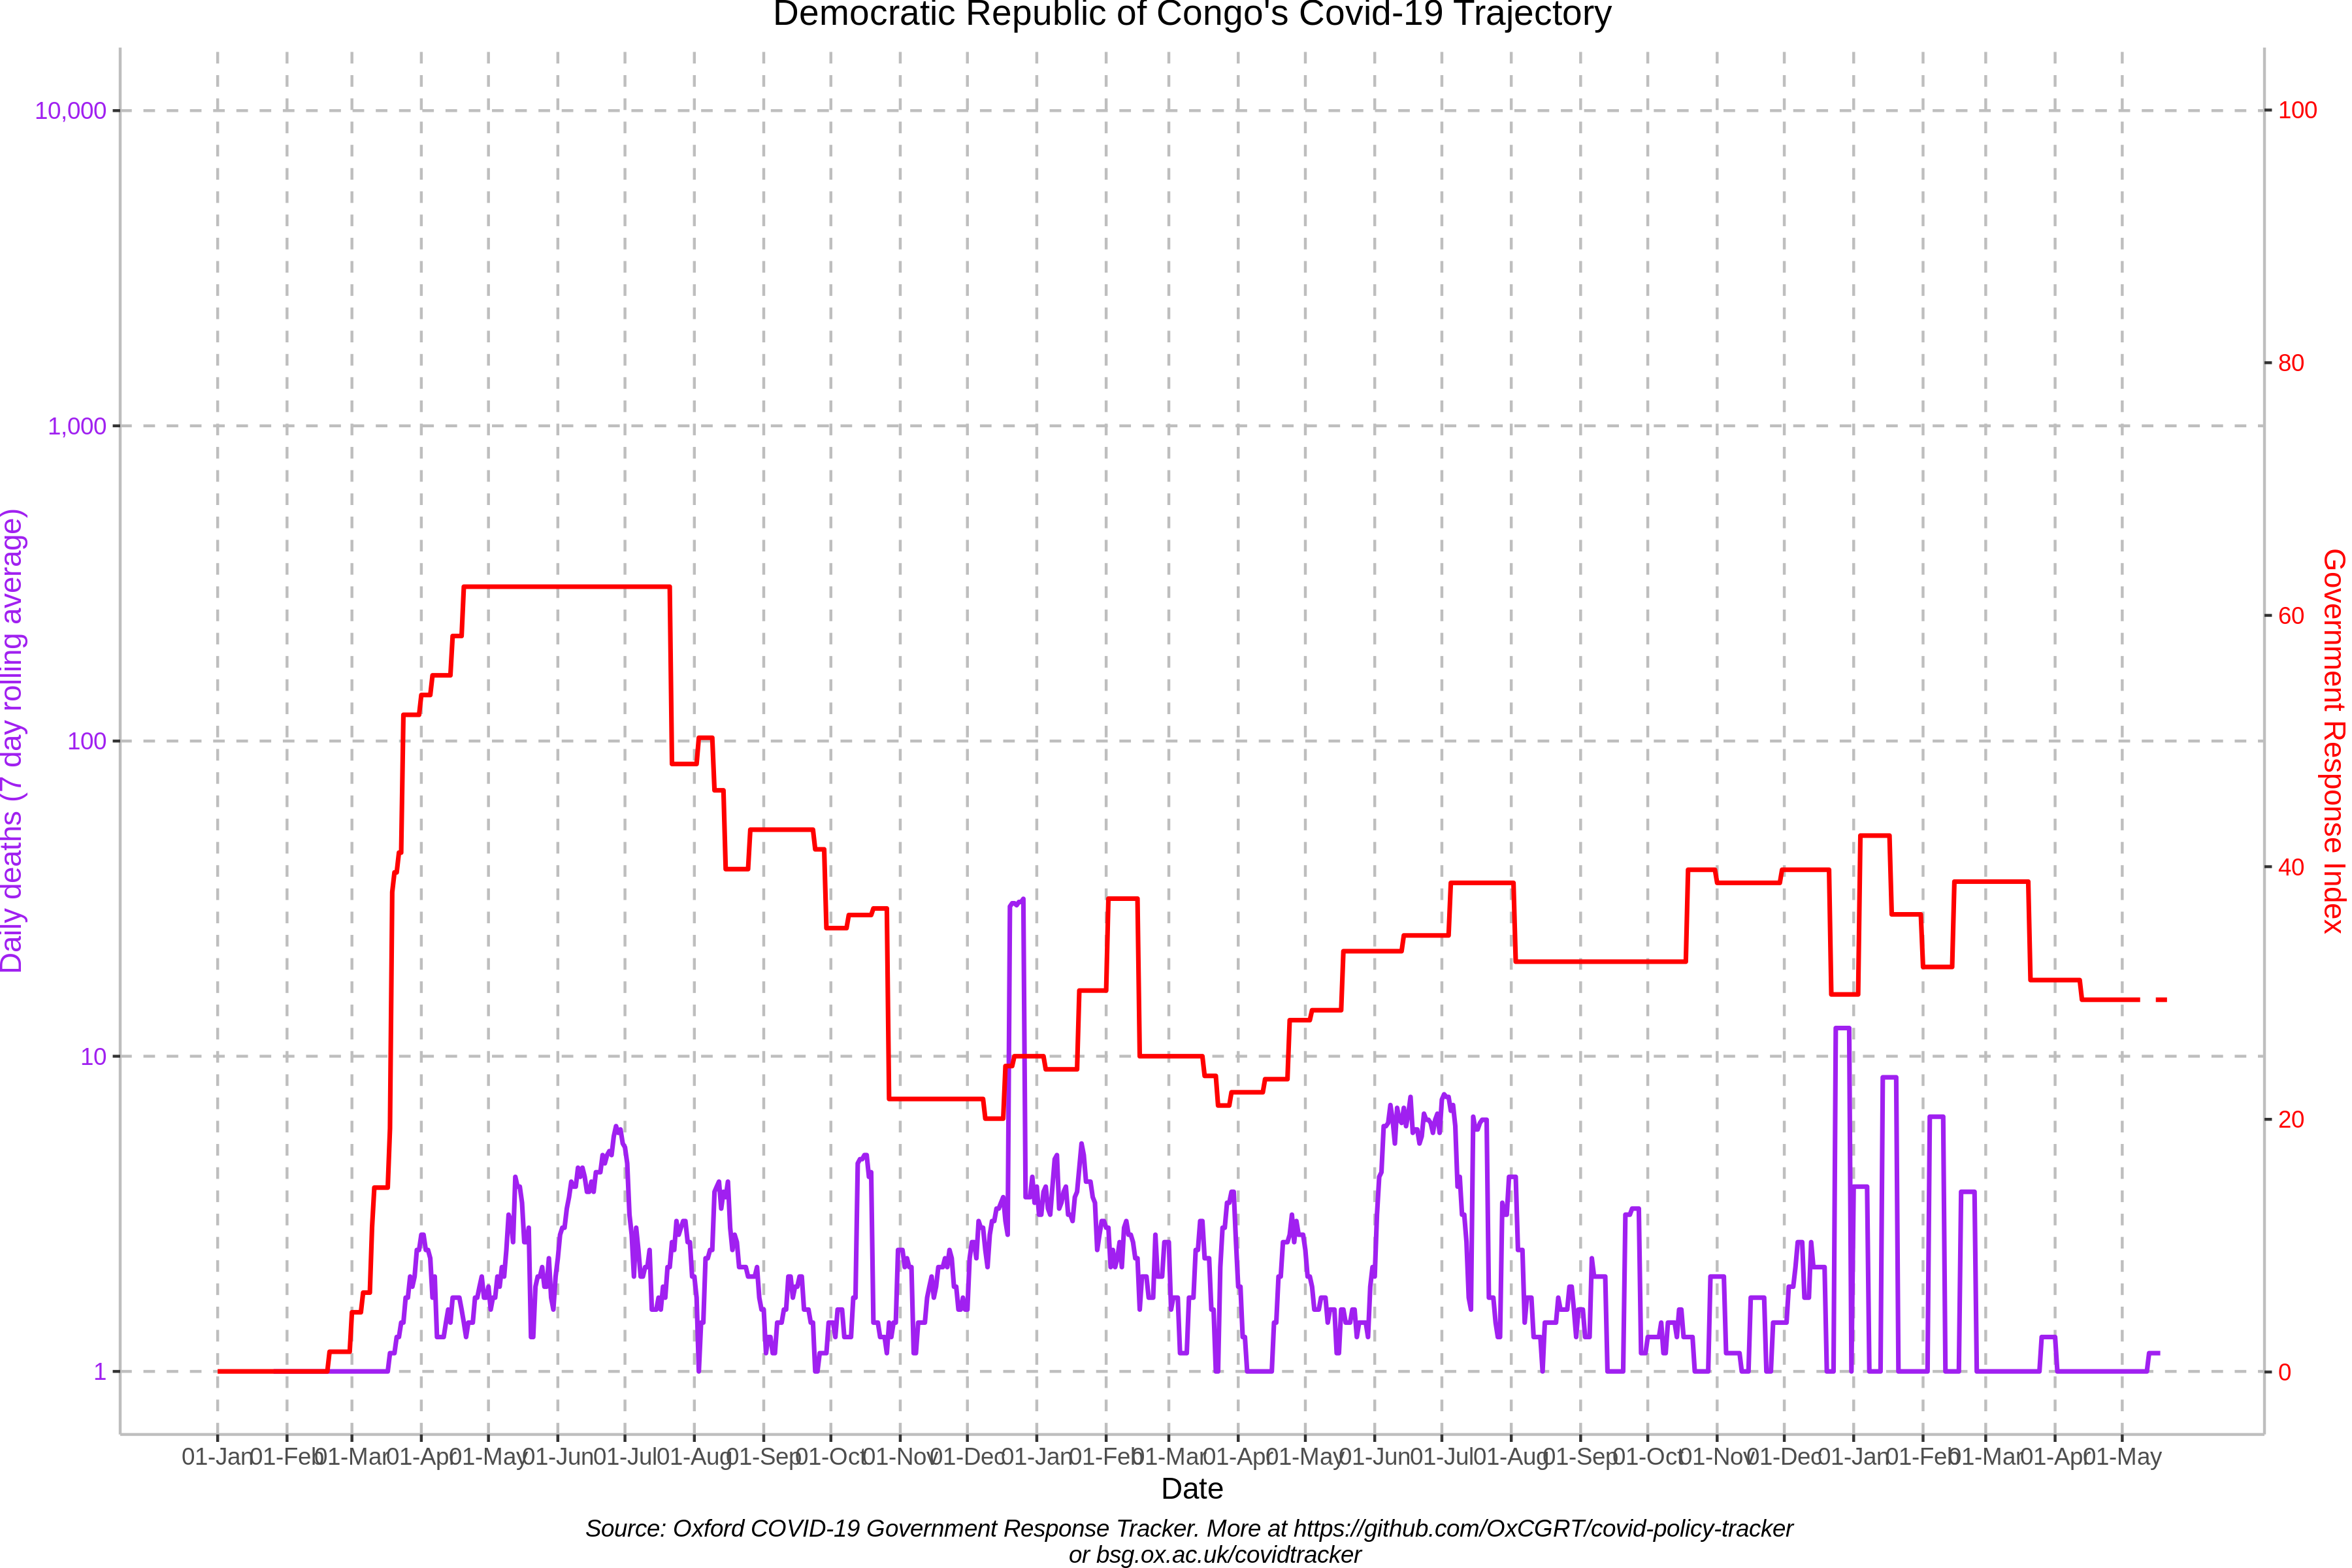 Democratic Republic of Congo's Covid-19 Trajectory
10,000
1,000
100
10
1
Daily deaths (7 day rolling average)
100
80
60
40
20
0
Government Response Index
01-Jan 01-Feb 01-Mar 01-Apr 01-May 01-Jun 01-Jul 01-Aug 01-Sep 01-Oct 01-Nov 01-Dec 01-Jan 01-Feb 01-Mar 01-Apr 01-May 01-Jun 01-Jul 01-Aug 01-Sep 01-Oct 01-Nov 01-Dec 01-Jan 01-Feb 01-Mar 01-Apr 01-May
Date
Source: Oxford COVID-19 Government Response Tracker. More at https://github.com/OxCGRT/covid-policy-tracker
or bsg.ox.ac.uk/covidtracker